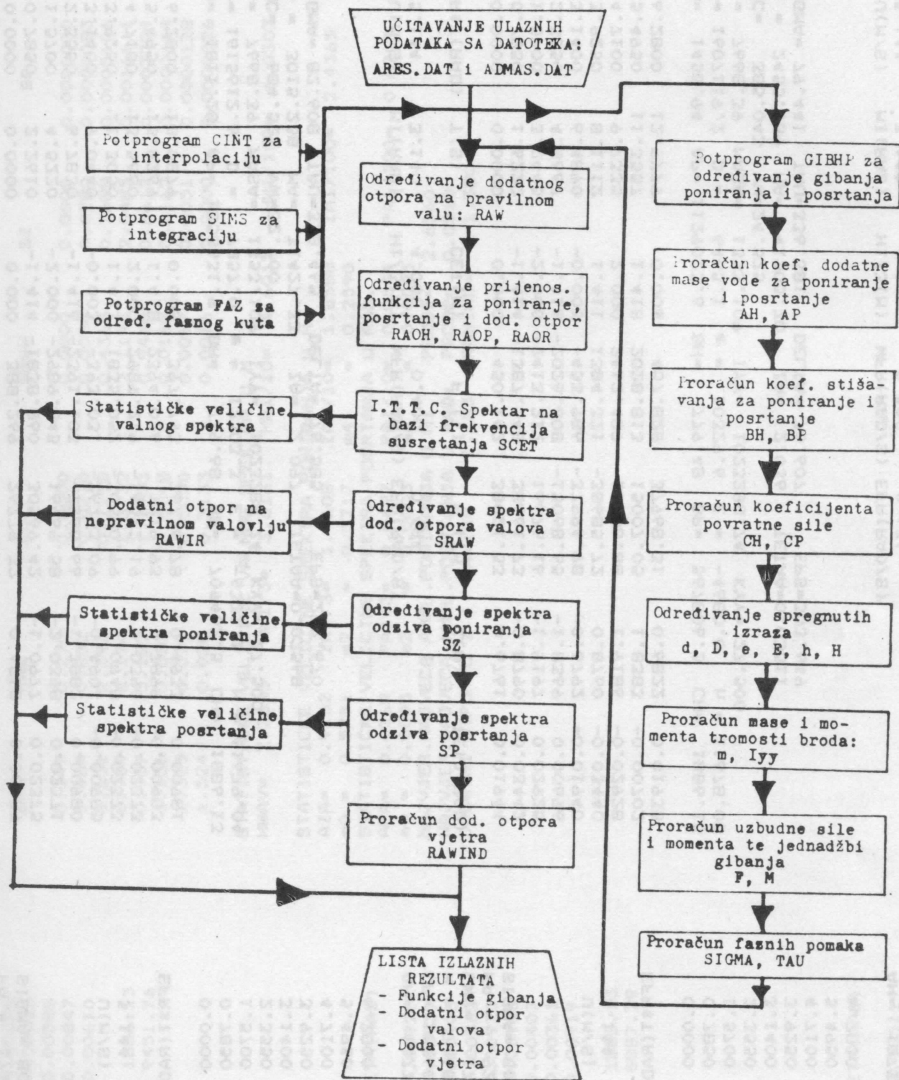 UČITAVANJE ULAZNIH
PODATAKA SA DATOTEKA:
ARES.DAT i ADMAS.DAT
Potprogram CINT za
interpolaciju
Potprogram SIMS za
integraciju
Potprogram FAZ za
određ. faznog kuta
Određivanje dodatnog
otpora na pravilnom
valu: RAW
Određivanje prijenos.
funkcija za poniranje,
posrtanje i dod. otpor
RAOH, RAOP, RAOR
I.T.T.C. Spektar na
bazi frekvencija
susretanja SCET
Statističke veličine
valnog spektra
Određivanje spektra
dod. otpora valova
SRAW
Dodatni otpor na
nepravilnom valovlju
RAWIR
Određivanje spektra
odziva poniranja
SZ
Statističke veličine
spektra poniranja
Određivanje spektra
odziva posrtanja
SP
Statističke veličine
spektra posrtanja
Proračun dod. otpora
vjetra
RAWIND
LISTA IZLAZNIH
REZULTATA
- Funkcije gibanja
- Dodatni otpor
valova
- Dodatni otpor
vjetra
Potprogram GIBHP za
određivanje gibanja
poniranja i posrtanja
Proračun koef. dodatne
mase vode za poniranje
i posrtanje
AH, AP
Proračun koef. stiša-
vanja za poniranje i
posrtanje
BH, BP
Proračun koeficijenta
povratne sile
CH, CP
Određivanje spregnutih
izraza
d, D, e, E, h, H
Proračun mase i mo-
menta tromosti broda:
m, Iyy
Proračun uzbudne sile
i momenta te jednadžbi
gibanja
F, M
Proračun faznih pomaka
SIGMA, TAU